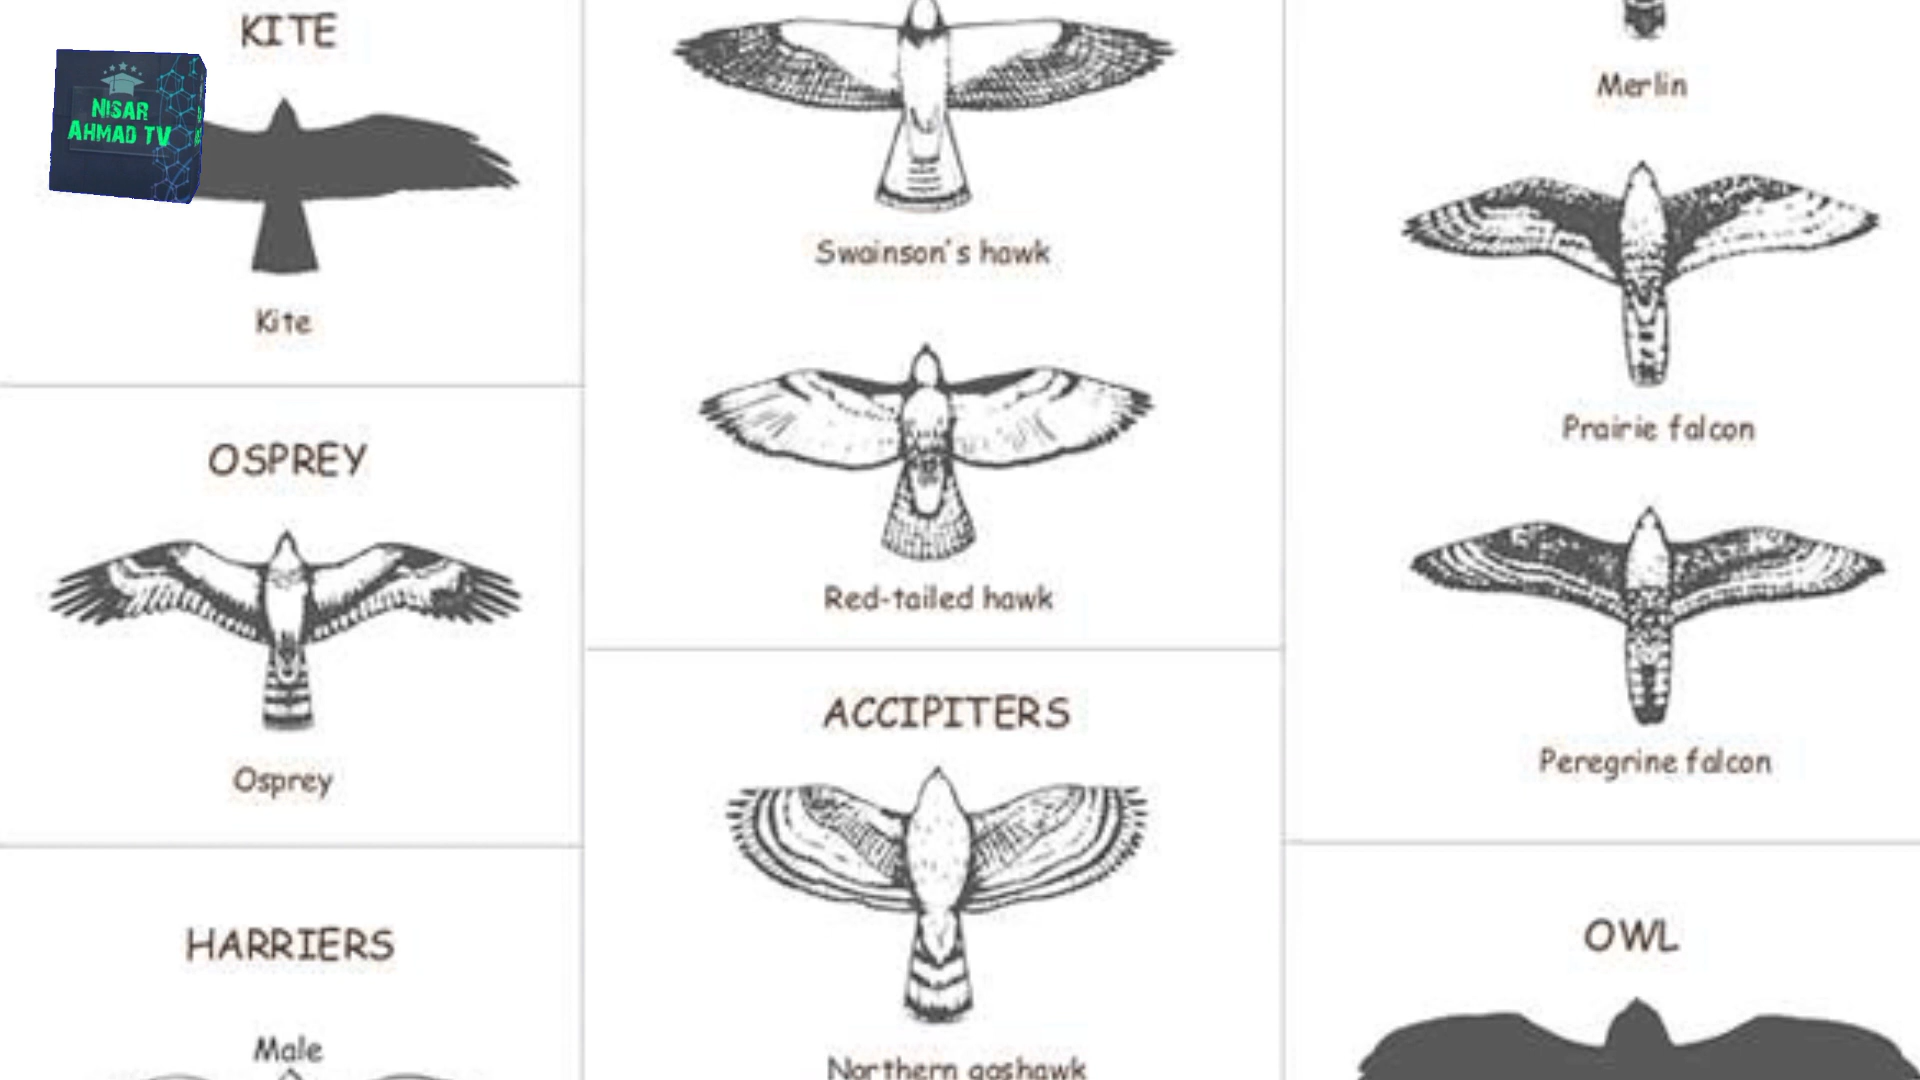 KITE
NISAR
AHMAD TV
Kite
OSPREY
Osprey
HARRIERS
Male
Swainson's hawk
Red-tailed hawk
ACCIPITERS
Northern goshawk
Merlin
Prairie falcon
Peregrine falcon
OWL